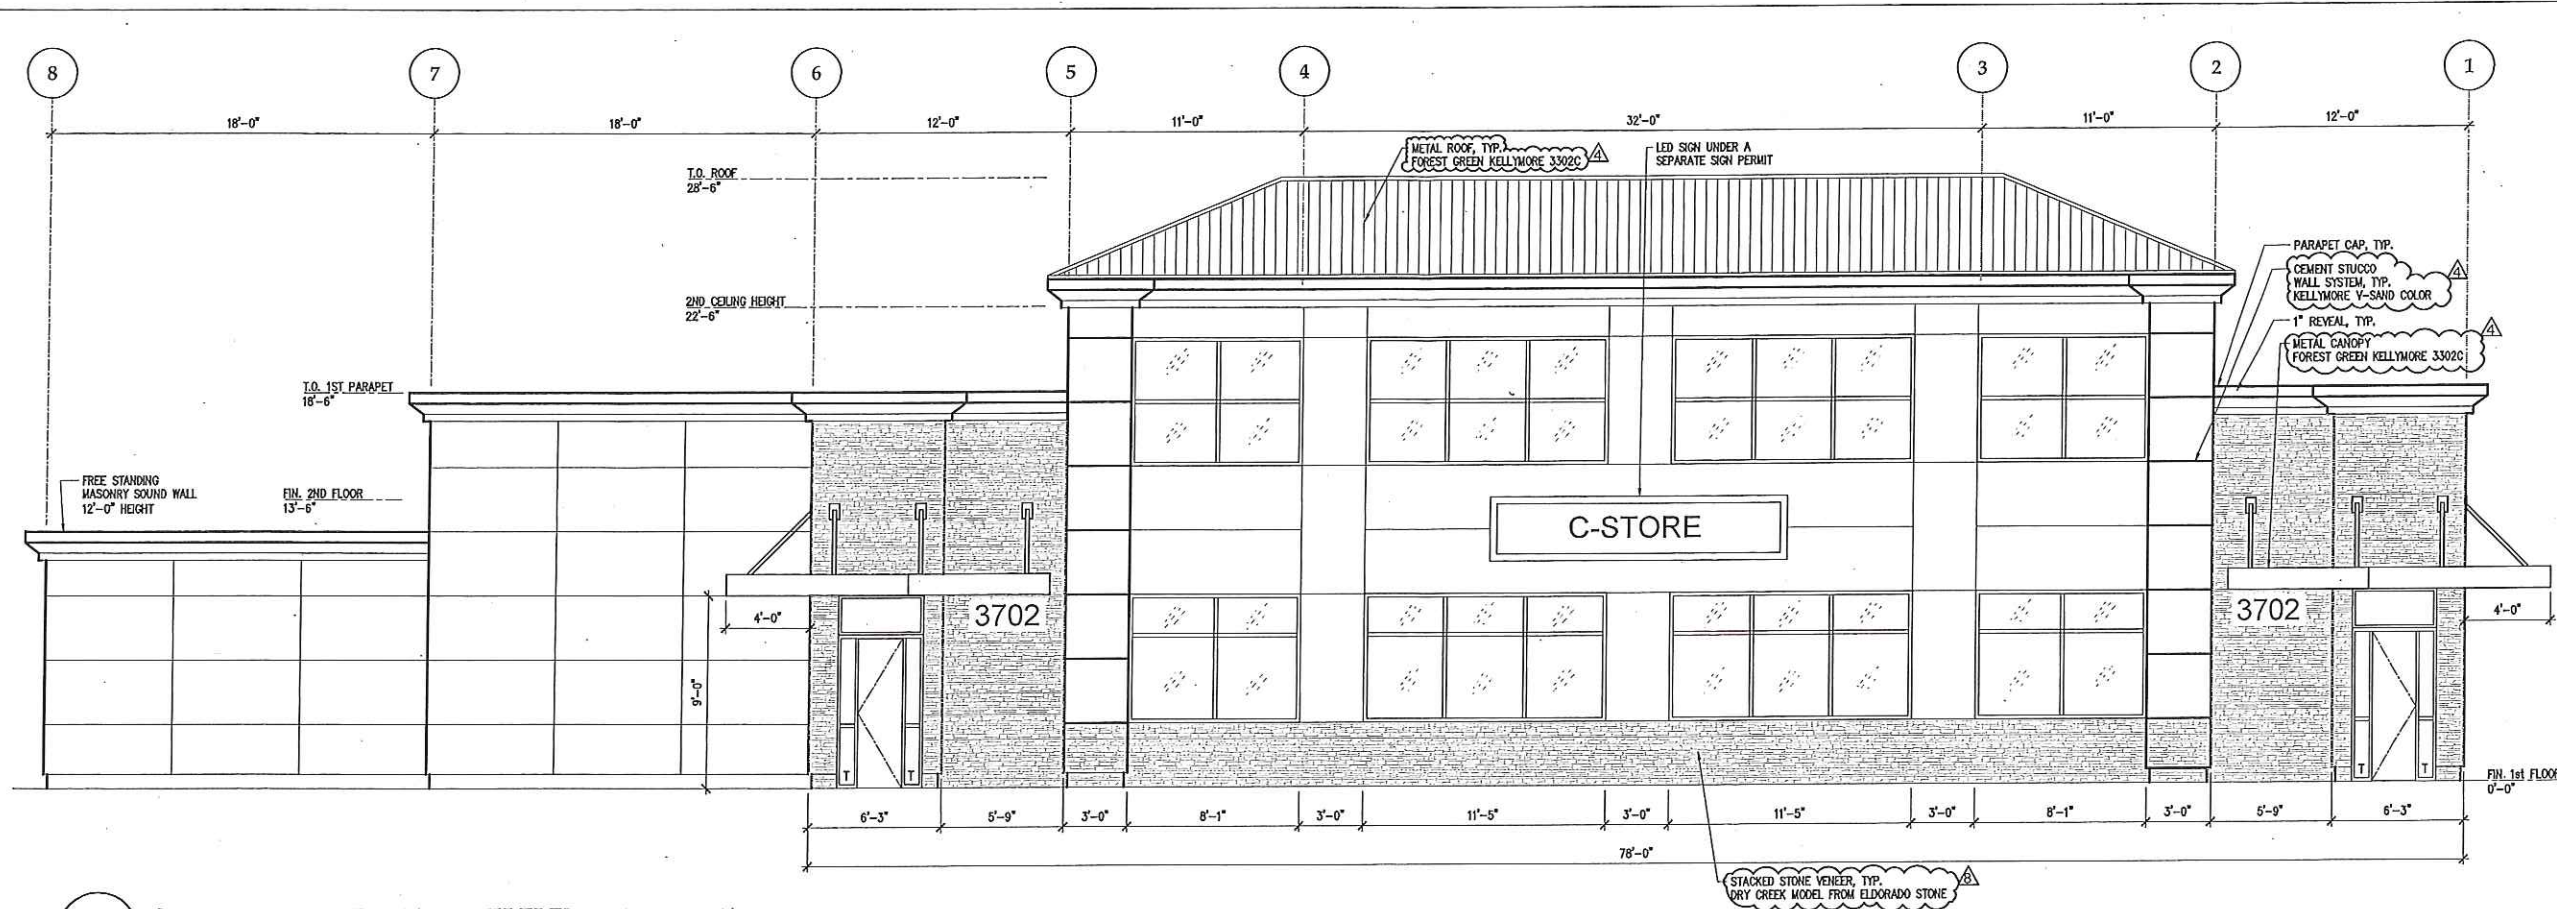 8
7
6
5
4
3
2
1
18'-0"
18'-0"
12'-0"
11'-0"
32'-0"
11'-0"
12'-0"
METAL ROOF, TYP.
FOREST GREEN KELLYMORE 3302C
4
LED SIGN UNDER A
SEPARATE SIGN PERMIT
T.O. ROOF
28'-6"
PARAPET CAP, TYP.
CEMENT STUCCO
WALL SYSTEM, TYP.
KELLYMORE V-SAND COLOR
4
2ND CEILING HEIGHT
22'-6"
1" REVEAL, TYP.
METAL CANOPY
FOREST GREEN KELLYMORE 3302C
4
T.O. 1ST PARAPET
18'-6"
FREE STANDING
MASONRY SOUND WALL
12'-0" HEIGHT
FIN. 2ND FLOOR
13'-6"
C-STORE
4'-0"
3702
3702
4'-0"
9'-0"
T
T
T
T
FIN. 1st FLOOR
0'-0"
6'-3"
5'-9"
3'-0"
8'-1"
3'-0"
11'-5"
3'-0"
11'-5"
3'-0"
8'-1"
3'-0"
5'-9"
6'-3"
78'-0"
STACKED STONE VENEER, TYP.
DRY CREEK MODEL FROM ELDORADO STONE
8